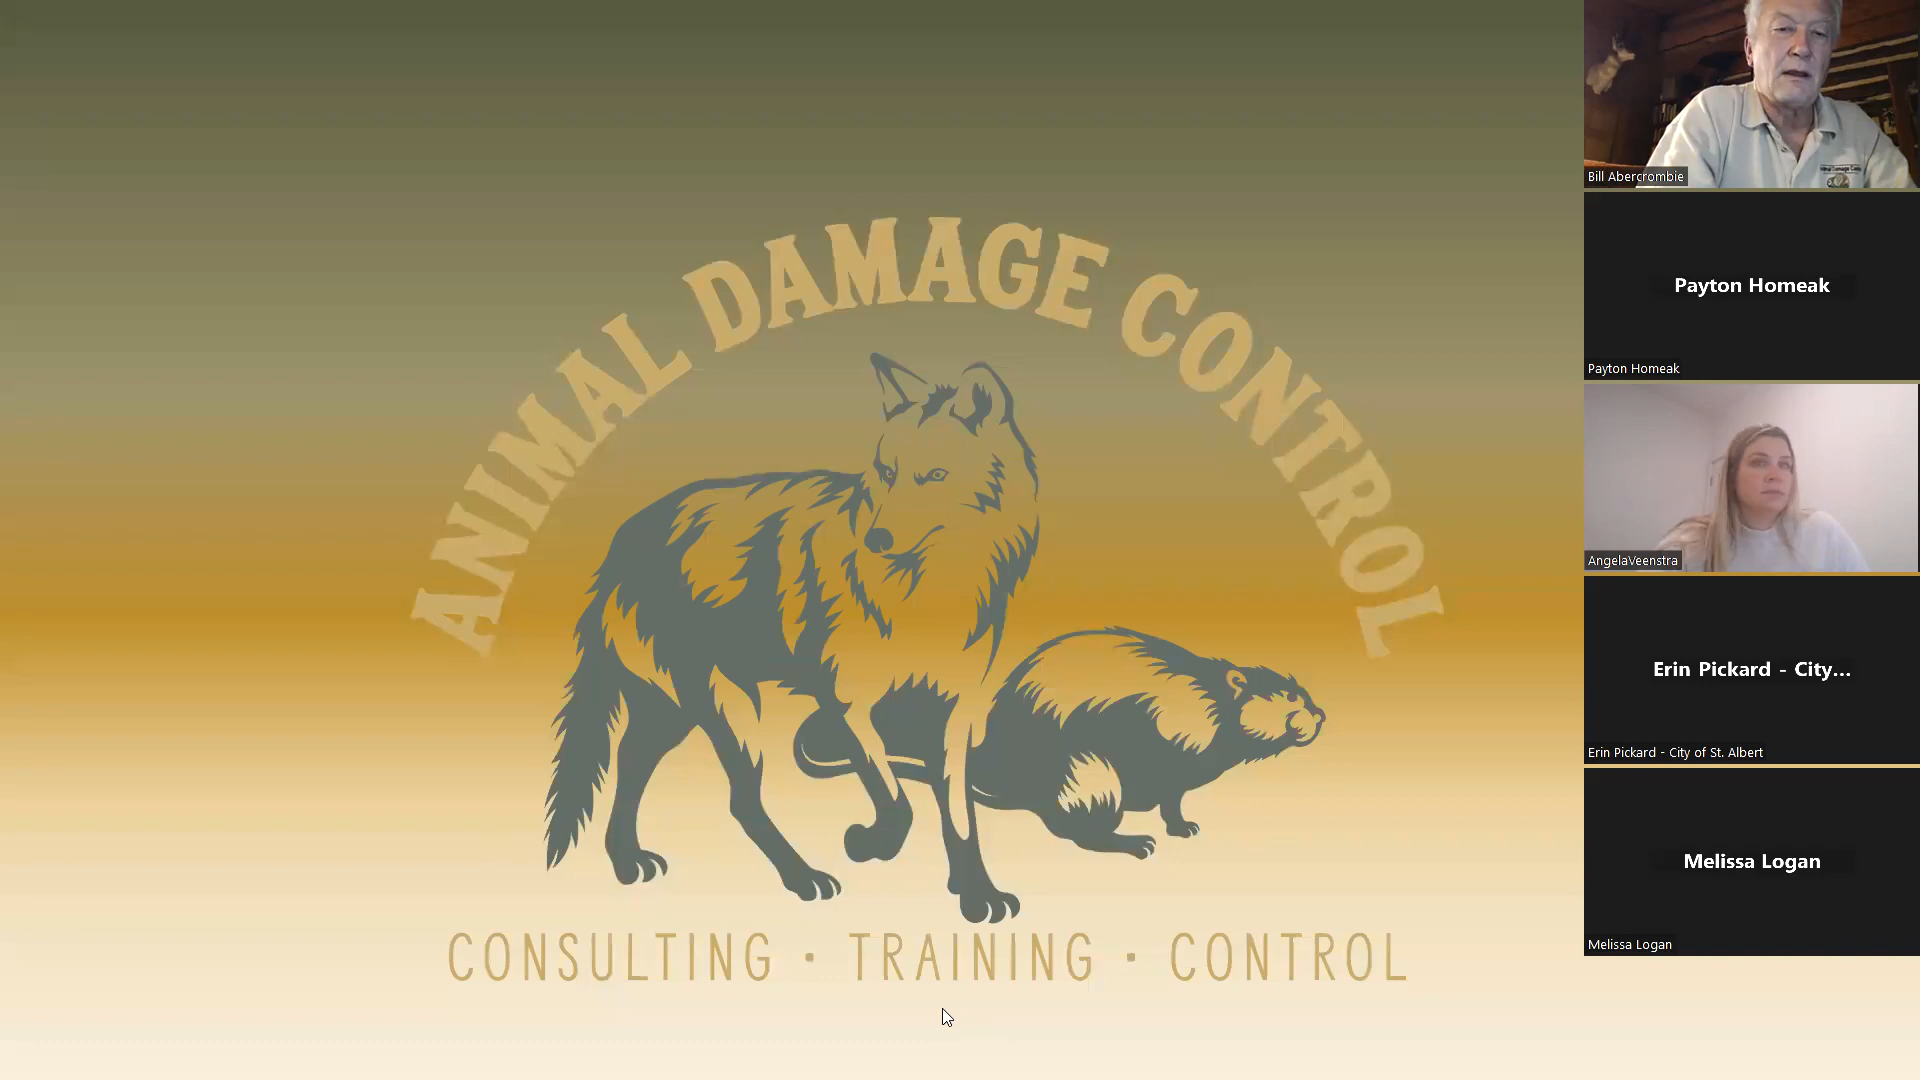 ANIMAL DAMAGE CONTROL
CONSULTING · TRAINING · CONTROL
Bill Abercrombie
Payton Homeak
Payton Homeak
AngelaVeenstra
Erin Pickard - City...
Erin Pickard - City of St. Albert
Melissa Logan
Melissa Logan